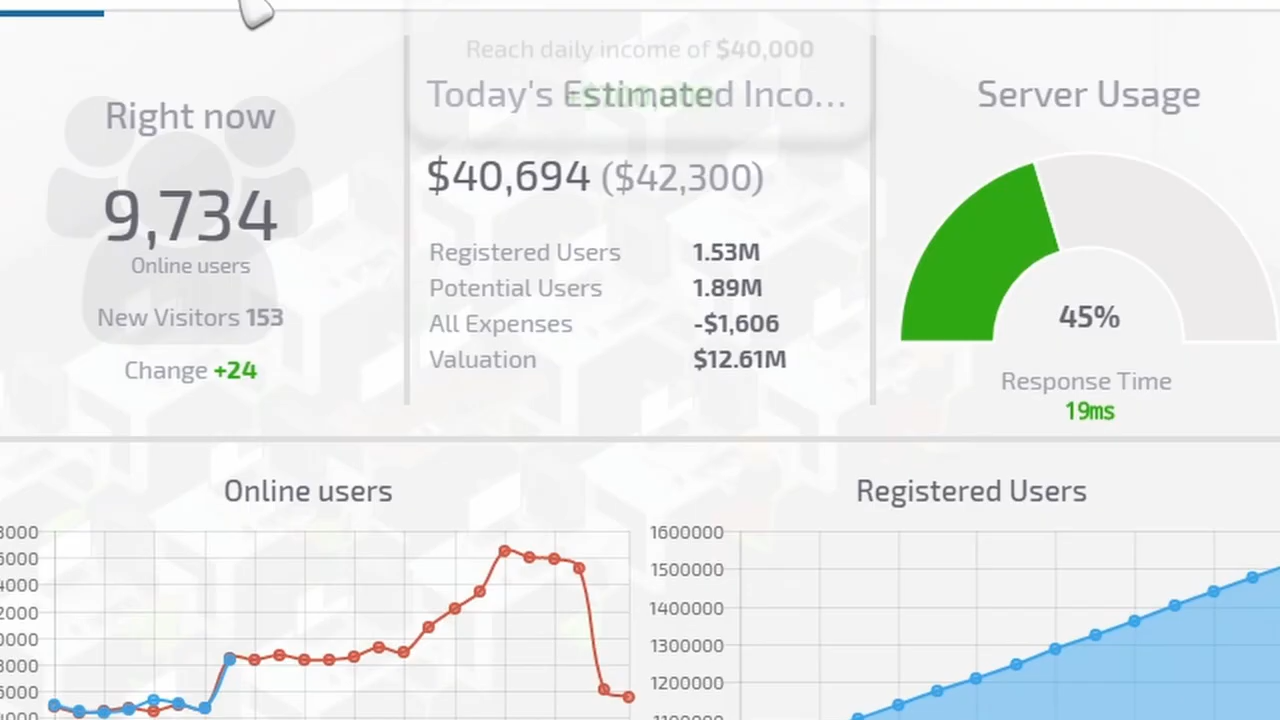 Reach daily income of $40,000
Today's Estimated Inco...
Right now
9,734
Online users
New Visitors 153
Change +24
$40,694 ($42,300)
Registered Users 1.53M
Potential Users 1.89M
All Expenses -$1,606
Valuation $12.61M
Server Usage
45%
Response Time
19ms
Online users
Registered Users
1600000
1500000
1400000
1300000
1200000